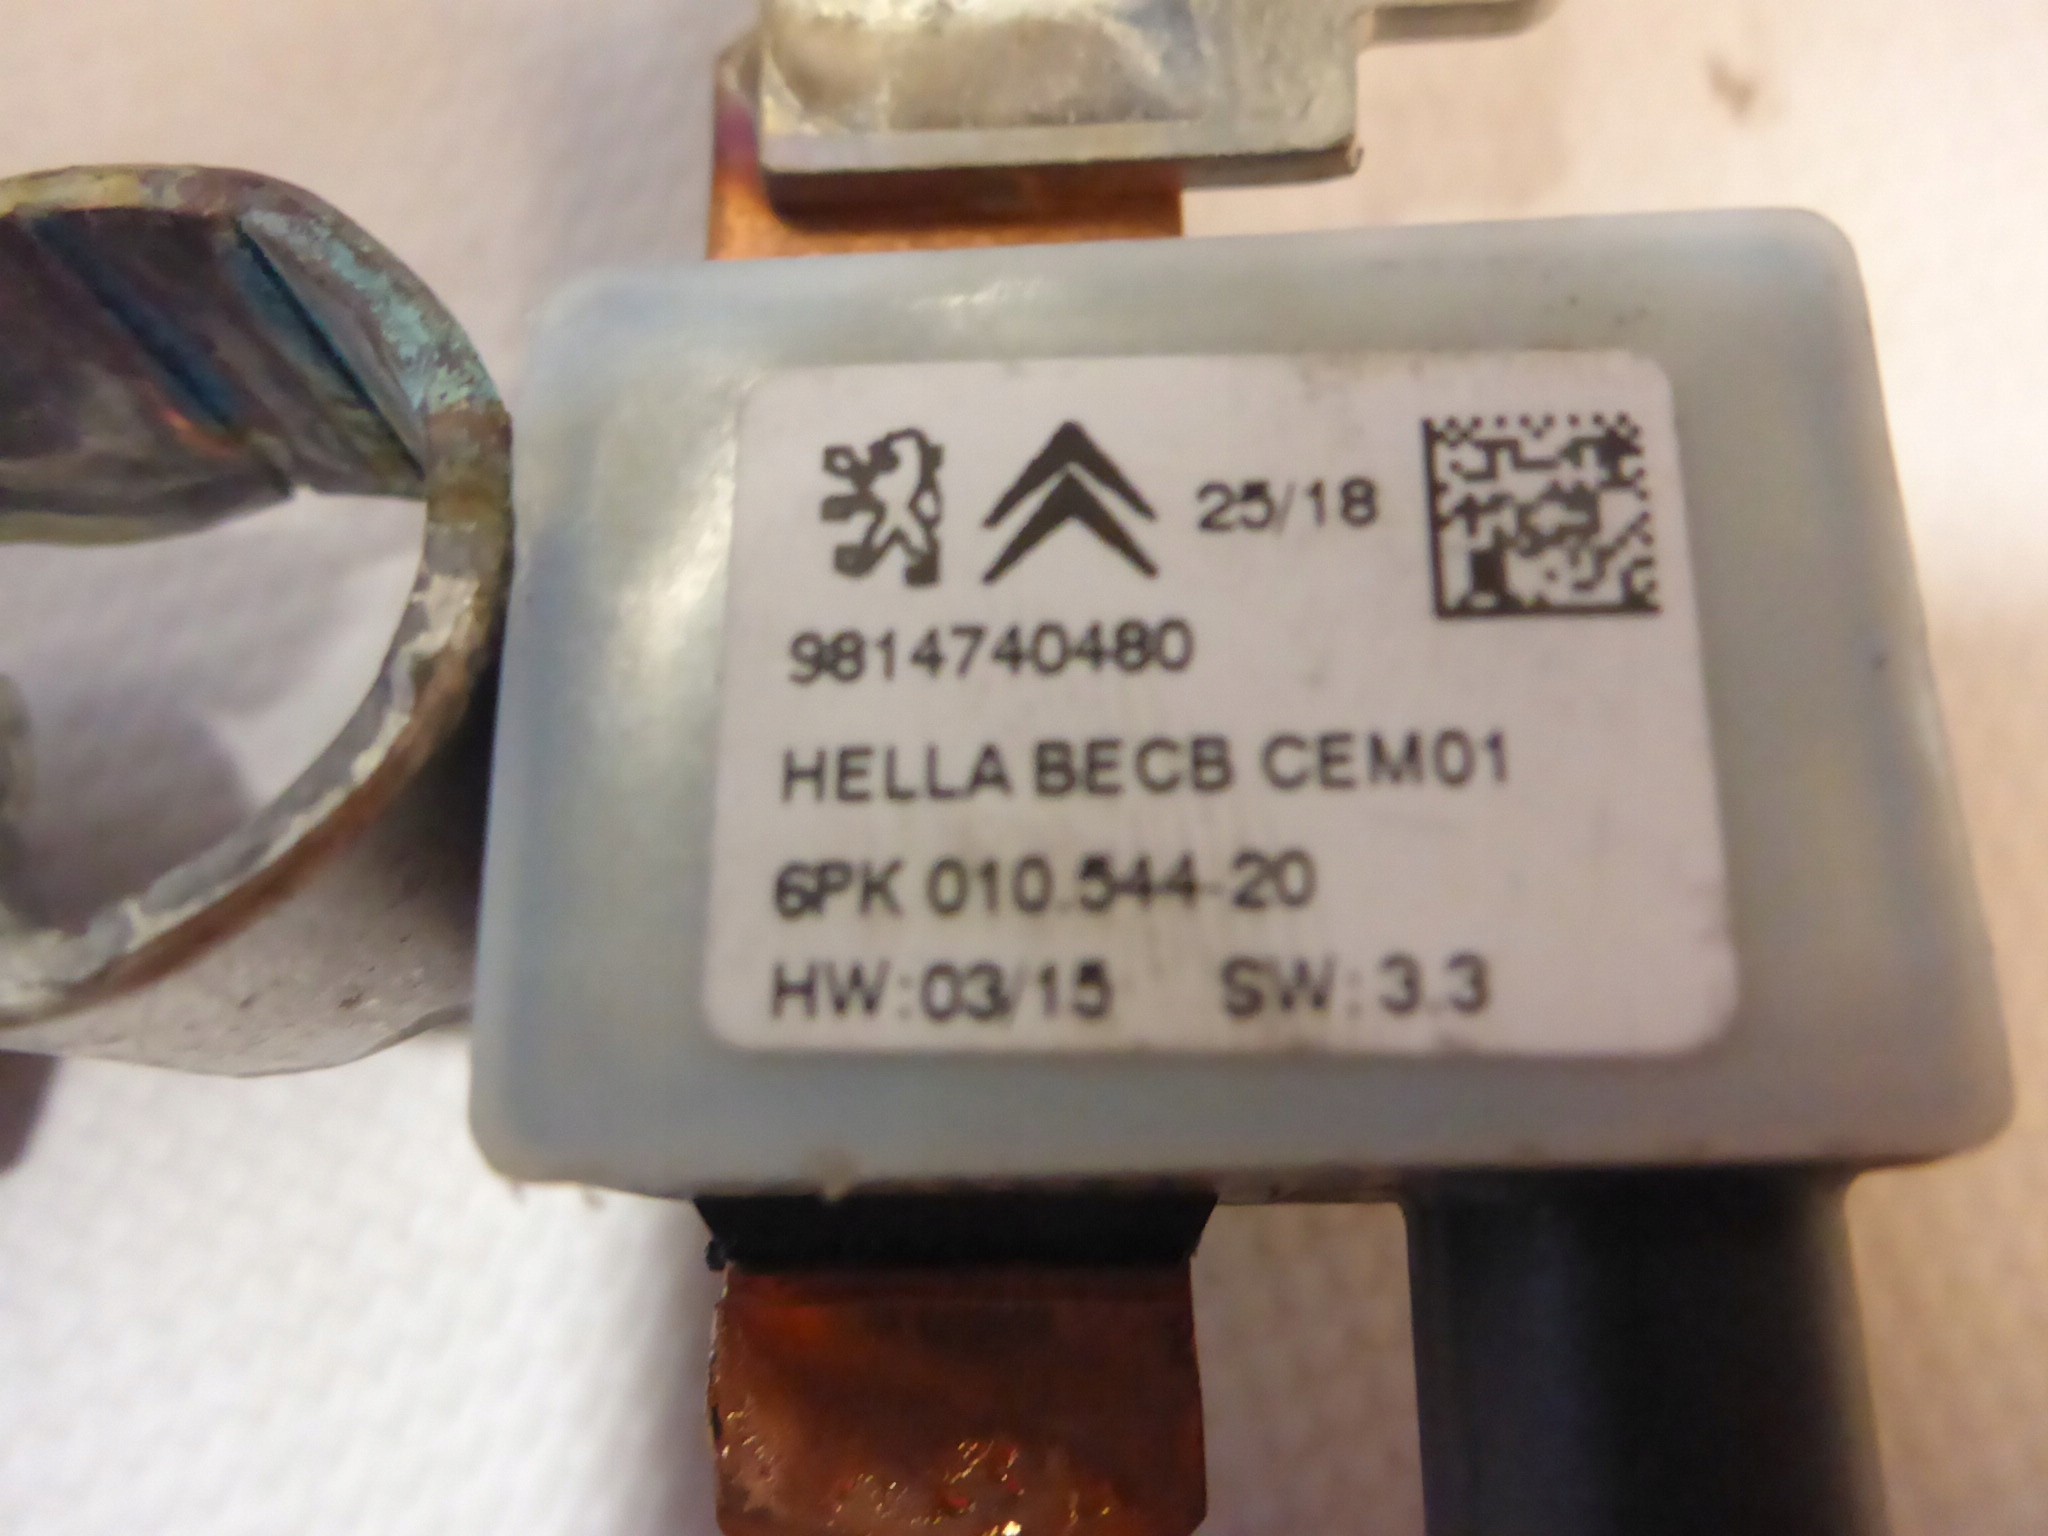 25/18
9814740480
HELLA BECB CEM01
6PK 010.544-20
HW:03/15 SW:3.3